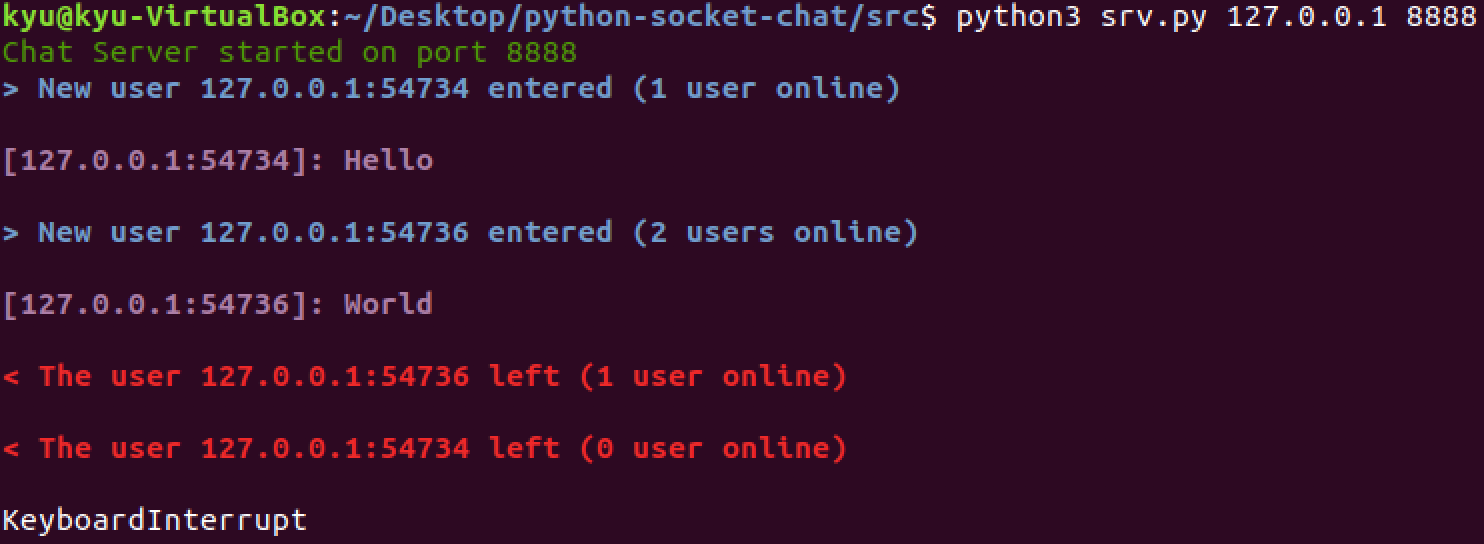 kyu@kyu-VirtualBox:~/Desktop/python-socket-chat/src$ python3 srv.py 127.0.0.1 8888
Chat Server started on port 8888
> New user 127.0.0.1:54734 entered (1 user online)
[127.0.0.1:54734]: Hello
> New user 127.0.0.1:54736 entered (2 users online)
[127.0.0.1:54736]: World
< The user 127.0.0.1:54736 left (1 user online)
< The user 127.0.0.1:54734 left (0 user online)
KeyboardInterrupt